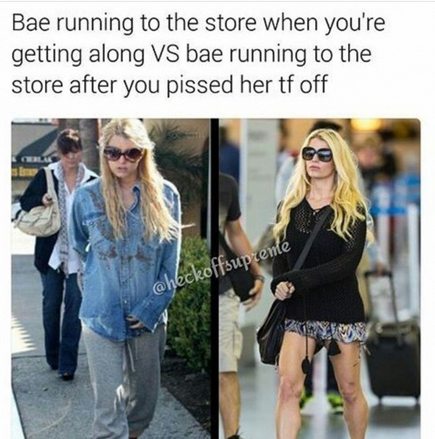 Bae running to the store when you're
getting along VS bae running to the
store after you pissed her tf off
@heckoffsupreme